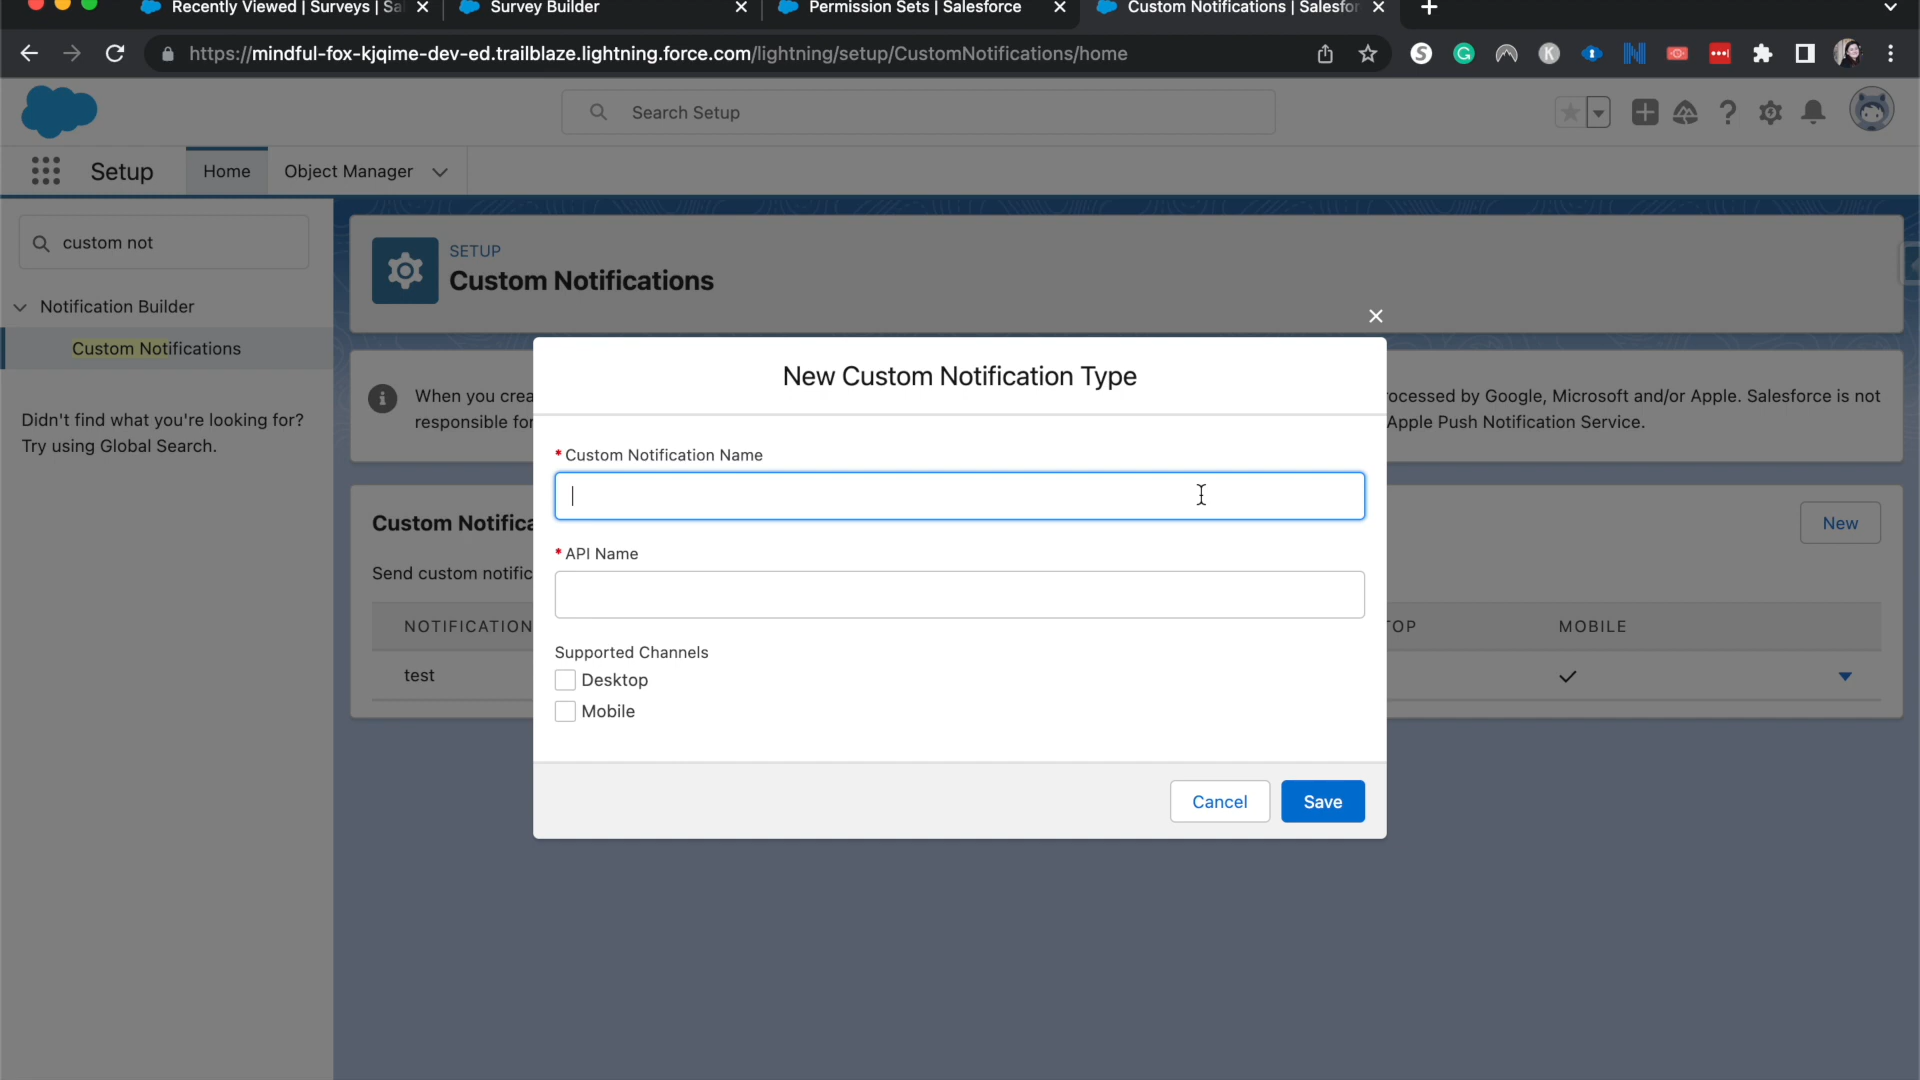 Recently Viewed | Surveys | Sa
Survey Builder
Permission Sets | Salesforce
Custom Notifications | Salesfor
https://mindful-fox-kjqime-dev-ed.trailblaze.lightning.force.com/lightning/setup/CustomNotifications/home
Search Setup
Setup
Home
Object Manager
custom not
Notification Builder
Custom Notifications
Didn't find what you're looking for?
Try using Global Search.
SETUP
Custom Notifications
When you crea
ocessed by Google, Microsoft and/or Apple. Salesforce is not
responsible for
Apple Push Notification Service.
New Custom Notification Type
* Custom Notification Name
* API Name
Supported Channels
Desktop
Mobile
Cancel
Save
Custom Notifica
New
Send custom notific
NOTIFICATION
TOP
MOBILE
test